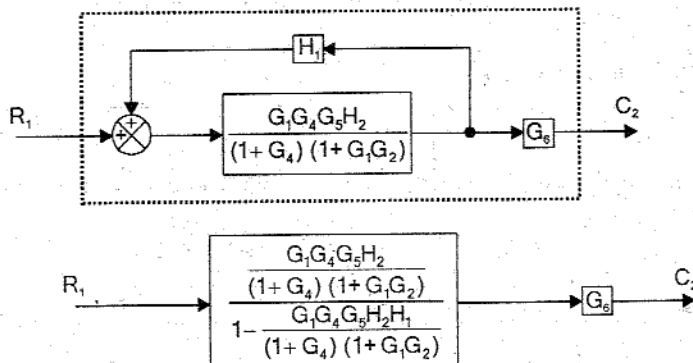 H₁
R₁
+
+
G₁G₄G₅H₂
(1+ G₄) (1+ G₁G₂)
G₆
C₂
R₁
G₁G₄G₅H₂
(1+ G₄) (1+ G₁G₂)
1- G₁G₄G₅H₂H₁
(1+ G₄) (1+ G₁G₂)
G₆
C₂